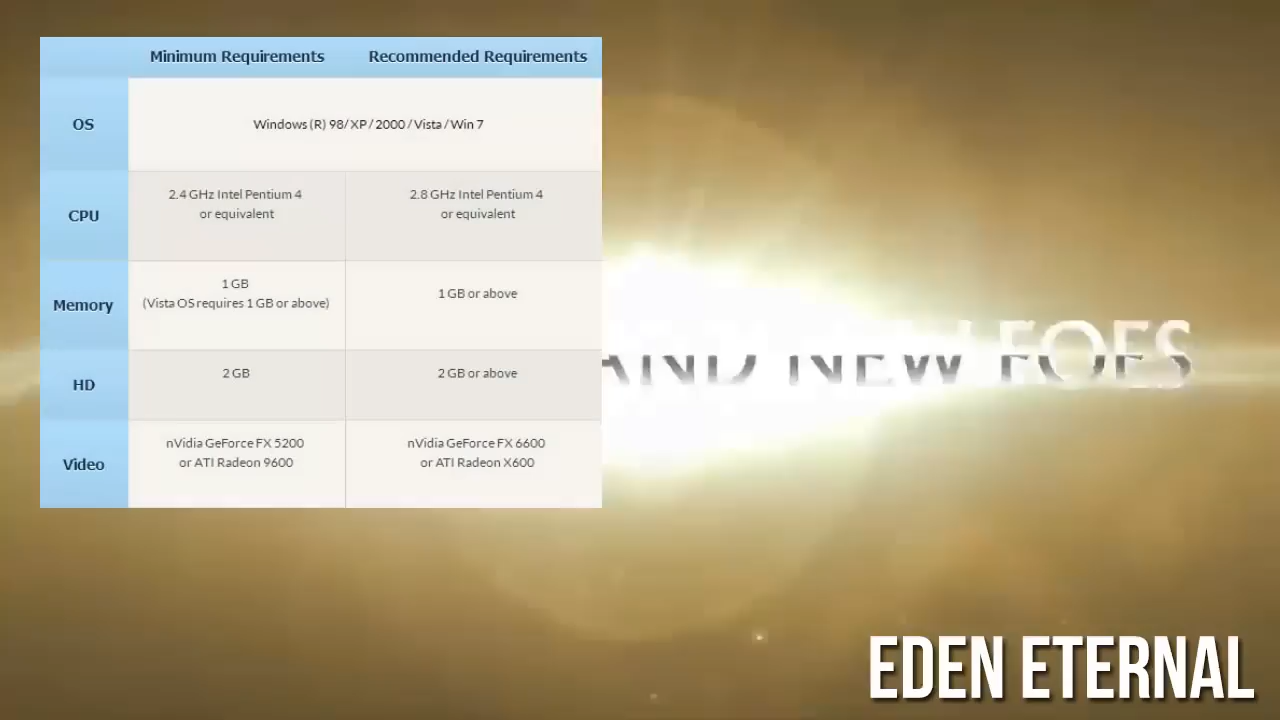 Minimum Requirements Recommended Requirements
OS Windows (R) 98/ XP / 2000 / Vista / Win 7
CPU
2.4 GHz Intel Pentium 4
or equivalent
2.8 GHz Intel Pentium 4
or equivalent
Memory
1 GB
(Vista OS requires 1 GB or above)
1 GB or above
HD 2 GB 2 GB or above
Video
nVidia GeForce FX 5200
or ATI Radeon 9600
nVidia GeForce FX 6600
or ATI Radeon X600
AND NEW FOES
EDEN ETERNAL